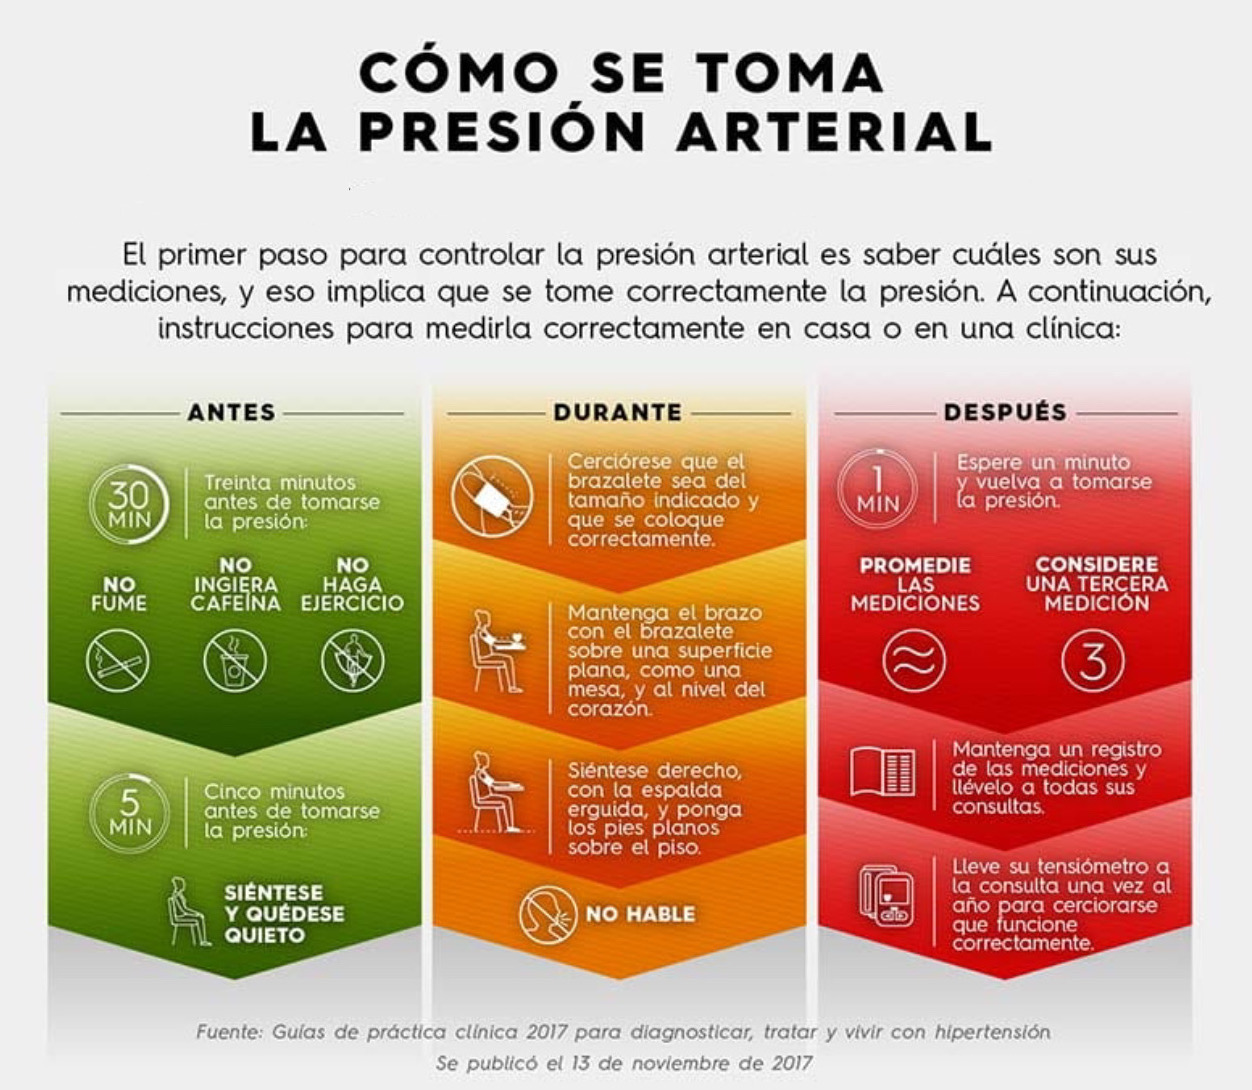 CÓMO SE TOMA
LA PRESIÓN ARTERIAL
El primer paso para controlar la presión arterial es saber cuáles son sus
mediciones, y eso implica que se tome correctamente la presión. A continuación,
instrucciones para medirla correctamente en casa o en una clínica:
ANTES
30
MIN
Treinta minutos
antes de tomarse
la presión:
NO
FUME
NO
INGIERA
CAFEÍNA
NO
HAGA
EJERCICIO
5
MIN
Cinco minutos
antes de tomarse
la presión:
SIÉNTESE
Y QUÉDESE
QUIETO
DURANTE
Cerciórese que el
brazalete sea del
tamaño indicado y
que se coloque
correctamente.
Mantenga el brazo
con el brazalete
sobre una superficie
plana, como una
mesa, y al nivel del
corazón.
Siéntese derecho,
con la espalda
erguida, y ponga
los pies planos
sobre el piso.
NO HABLE
DESPUÉS
1
MIN
Espere un minuto
y vuelva a tomarse
la presión.
PROMEDIE
LAS
MEDICIONES
CONSIDERE
UNA TERCERA
MEDICIÓN
3
Mantenga un registro
de las mediciones y
llévelo a todas sus
consultas.
Lleve su tensiómetro a
la consulta una vez al
año para cerciorarse
que funcione
correctamente.
Fuente: Guías de práctica clínica 2017 para diagnosticar, tratar y vivir con hipertensión
Se publicó el 13 de noviembre de 2017